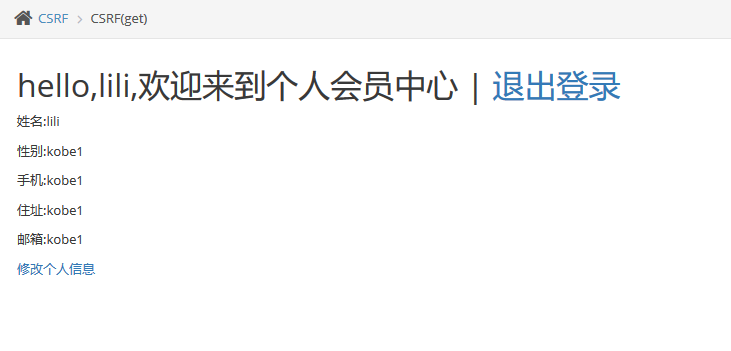 CSRF > CSRF(get)
hello,lili,欢迎来到个人会员中心 | 退出登录
姓名:lili
性别:kobe1
手机:kobe1
住址:kobe1
邮箱:kobe1
修改个人信息